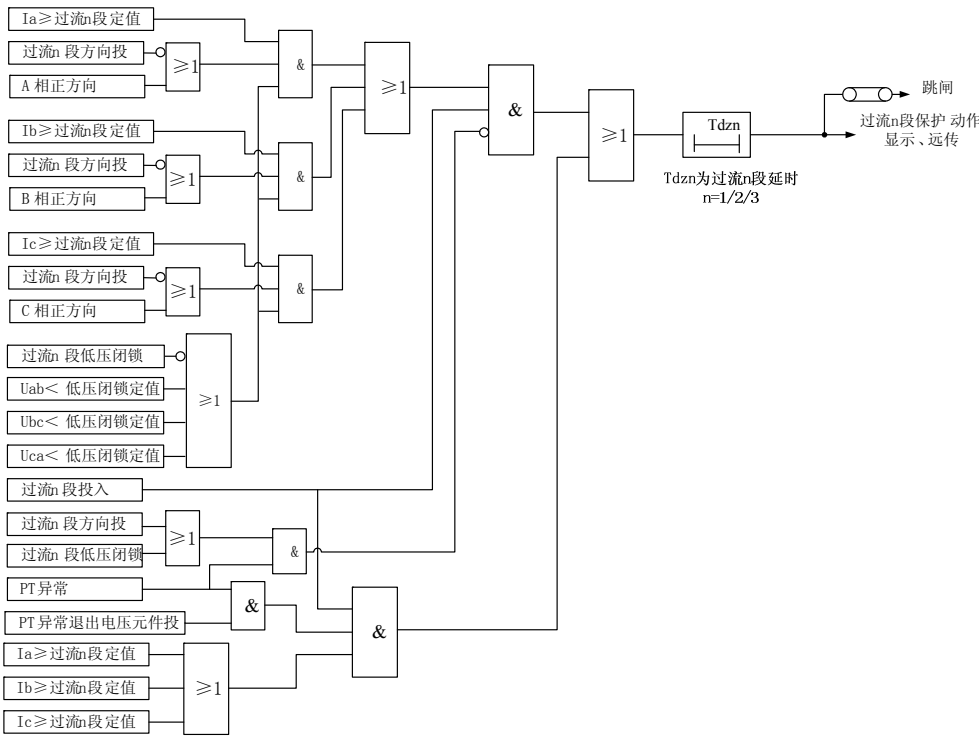 Ia≥过流n段定值
过流n 段方向投
≥1
A 相正方向
&
Ib≥过流n段定值
过流n 段方向投
≥1
B 相正方向
&
Ic≥过流n段定值
过流n 段方向投
≥1
C 相正方向
&
过流n 段低压闭锁
Uab< 低压闭锁定值
Ubc< 低压闭锁定值
Uca< 低压闭锁定值
≥1
≥1
&
≥1
Tdzn
Tdzn为过流n段延时
n=1/2/3
跳闸
过流n段保护 动作
显示、远传
过流n 段投入
过流n 段方向投
过流n 段低压闭锁
≥1
&
PT异常
PT异常退出电压元件投
&
&
Ia≥过流n段定值
Ib≥过流n段定值
Ic≥过流n段定值
≥1